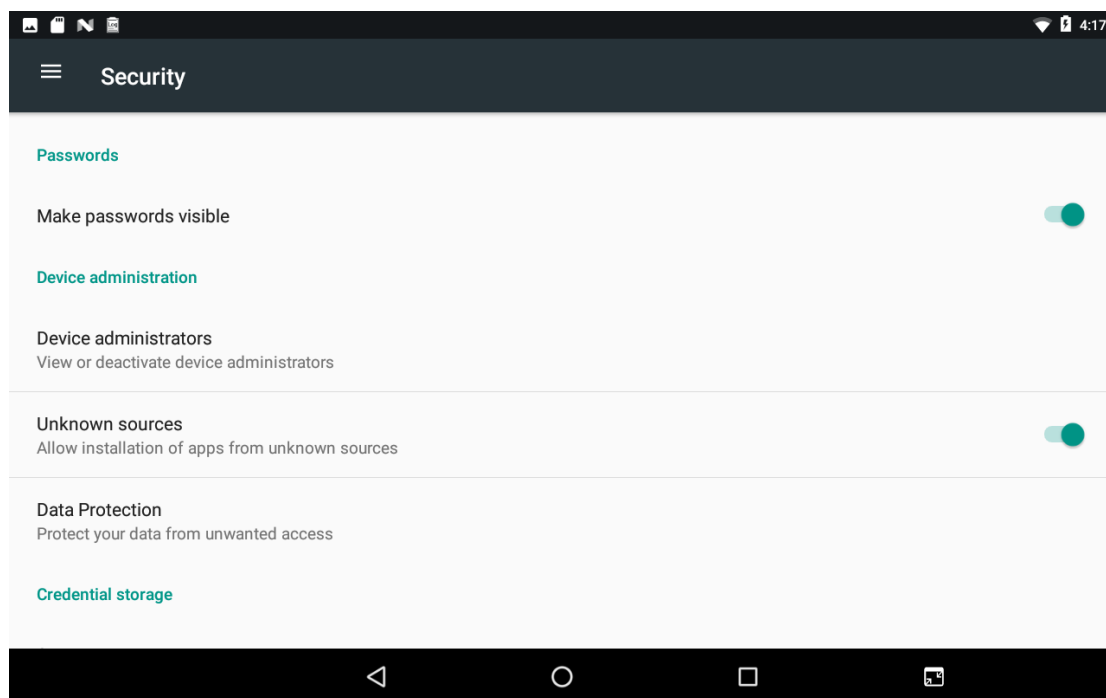 4:17
Security
Passwords
Make passwords visible
Device administration
Device administrators
View or deactivate device administrators
Unknown sources
Allow installation of apps from unknown sources
Data Protection
Protect your data from unwanted access
Credential storage